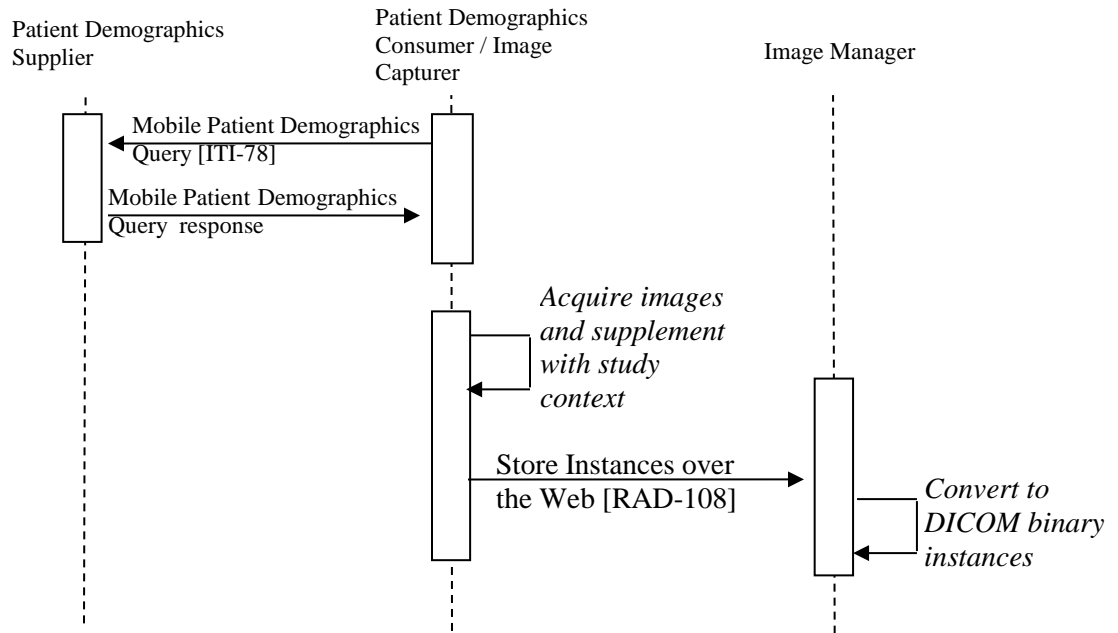 Patient Demographics
Supplier
Patient Demographics
Consumer / Image
Capturer
Image Manager
Mobile Patient Demographics
Query [ITI-78]
Mobile Patient Demographics
Query response
Acquire images
and supplement
with study
context
Store Instances over
the Web [RAD-108]
Convert to
DICOM binary
instances